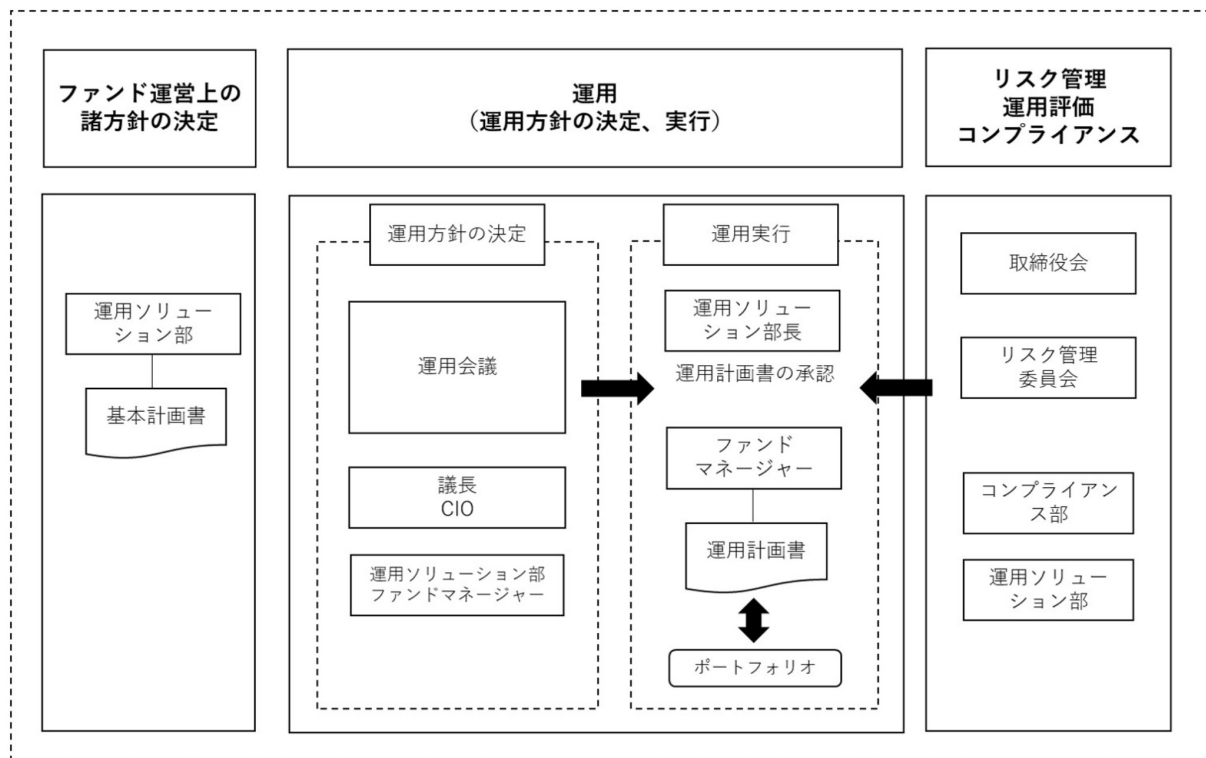 ファンド運営上の
諸方針の決定
運用
（運用方針の決定、実行）
リスク管理
運用評価
コンプライアンス
運用ソリュー
ション部
基本計画書
運用方針の決定
運用会議
議長
CIO
運用ソリューション部
ファンドマネージャー
運用実行
運用ソリュー
ション部長
運用計画書の承認
ファンド
マネージャー
運用計画書
ポートフォリオ
取締役会
リスク管理
委員会
コンプライアン
ス部
運用ソリュー
ション部